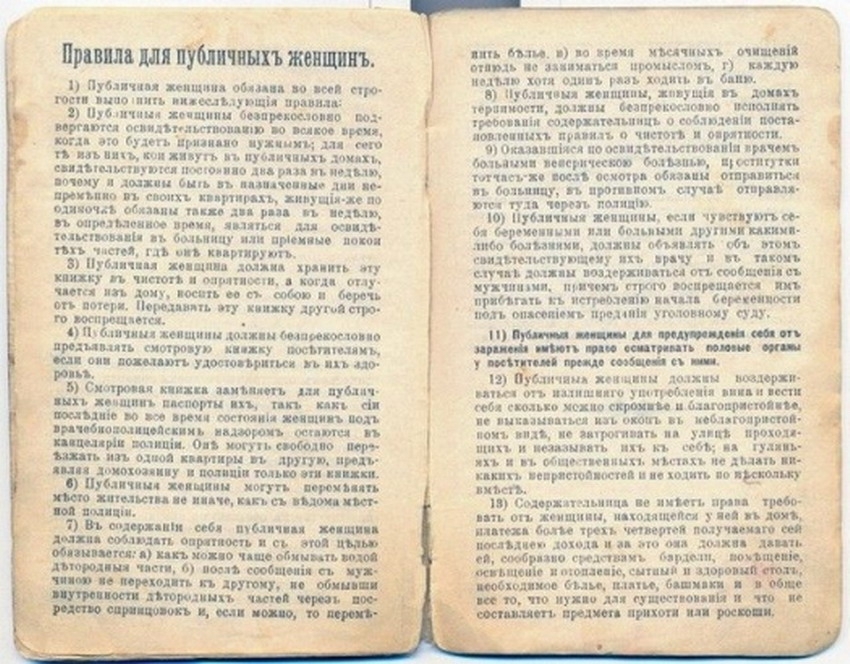 Правила для публичныхъ женщинъ.
1) Публичная женщина обязана во всей стро-
гости выполнить нижеслѣдующія правила:
2) Публичныя женщины безпрекословно под-
вергаются освидѣтельствованію во всякое время,
когда это будетъ признано нужнымъ; для сего
тѣ изъ нихъ, кои живутъ въ публичныхъ домахъ,
свидѣтельствуются постоянно два раза въ недѣлю,
почему и должны быть въ назначенные дни не-
премѣнно въ своихъ квартирахъ, живущія-же по
одиночкѣ обязаны также два раза въ недѣлю,
въ опредѣленное время, являться для освидѣ-
тельствованія въ больницу или пріемные покои
тѣхъ частей, гдѣ онѣ квартируютъ.
3) Публичная женщина должна хранить эту
книжку въ чистотѣ и опрятности, а когда отлу-
чается изъ дому, носить ее съ собою и беречь
отъ потери. Передавать эту книжку другой стро-
го воспрещается.
4) Публичныя женщины должны безпрекословно
предъявлять смотровую книжку посѣтителямъ,
если они пожелаютъ удостовѣриться въ ихъ здо-
ровьѣ.
5) Смотровая книжка замѣняетъ для публич-
ныхъ женщинъ паспорты ихъ, такъ какъ сіи
послѣдніе во все время состоянія женщинъ подъ
врачебнополицейскимъ надзоромъ остаются въ
канцеляріи полиціи. Онѣ могутъ свободно пере-
ѣзжать изъ одной квартиры въ другую, предъ-
являя домохозяину и полиціи только эти книжки.
6) Публичныя женщины могутъ перемѣнять
мѣсто жительства не иначе, какъ съ вѣдома мѣст-
ной полиціи.
7) Въ содержаніи себя публичная женщина
должна соблюдать опрятность и съ этой цѣлью
обязывается: а) какъ можно чаще обмывать водой
дѣтородныя части, б) послѣ сообщенія съ муж-
чиною не переходить къ другому, не обмывши
внутренности дѣтородныхъ частей черезъ пос-
редство спринцовокъ и, если можно, то перемѣ-
нить бѣлье. в) во время мѣсячныхъ очищеній
отнюдь не заниматься промысломъ, г) каждую
недѣлю хотя одинъ разъ ходить въ баню.
8) Публичныя женщины, живущія въ домахъ
терпимости, должны безпрекословно исполнять
требованія содержательницъ о соблюденіи поста-
новленныхъ правилъ о чистотѣ и опрятности.
9) Оказавшіяся по освидѣтельствованіи врачемъ
больными венерическою болѣзнью, проститутки
тотчасъ-же послѣ осмотра обязаны отправиться
въ больницу, въ противномъ случаѣ отправля-
ются туда черезъ полицію.
10) Публичныя женщины, если чувствуютъ се-
бя беременными или больными другими какими-
либо болѣзнями, должны объявлять объ этомъ
свидѣтельствующему ихъ врачу и въ такомъ
случаѣ должны воздерживаться отъ сообщенія съ
мужчинами, причемъ строго воспрещается имъ
прибѣгать къ истребленію начала беременности
подъ опасеніемъ преданія уголовному суду.
11) Публичныя женщины для предупрежденія себя отъ
зараженія имѣютъ право осматривать половые органы
у посѣтителей прежде сообщенія съ ними.
12) Публичныя женщины должны воздержи-
ваться отъ излишняго употребленія вина и вести
себя сколько можно скромнѣе и благопристойнѣе,
не выказываться изъ оконъ въ неблагопристой-
номъ видѣ, не затрогивать на улицѣ проходя-
щихъ и незазывать ихъ къ себѣ; на гулянь-
яхъ и въ общественныхъ мѣстахъ не дѣлать ни-
какихъ непристойностей и не ходить по нѣскольку
вмѣстѣ.
13) Содержательница не имѣетъ права требо-
вать отъ женщины, находящейся у ней въ домѣ,
платежа болѣе трехъ четвертей получаемаго сей
послѣднею дохода и за это она должна давать
ей, сообразно средствамъ бардели, помѣщеніе,
освѣщеніе и отопленіе, сытный и здоровый столъ,
необходимое бѣлье, платье, башмаки и в обще
все то, что нужно для существованія и что не
составляетъ предмета прихоти или роскоши.